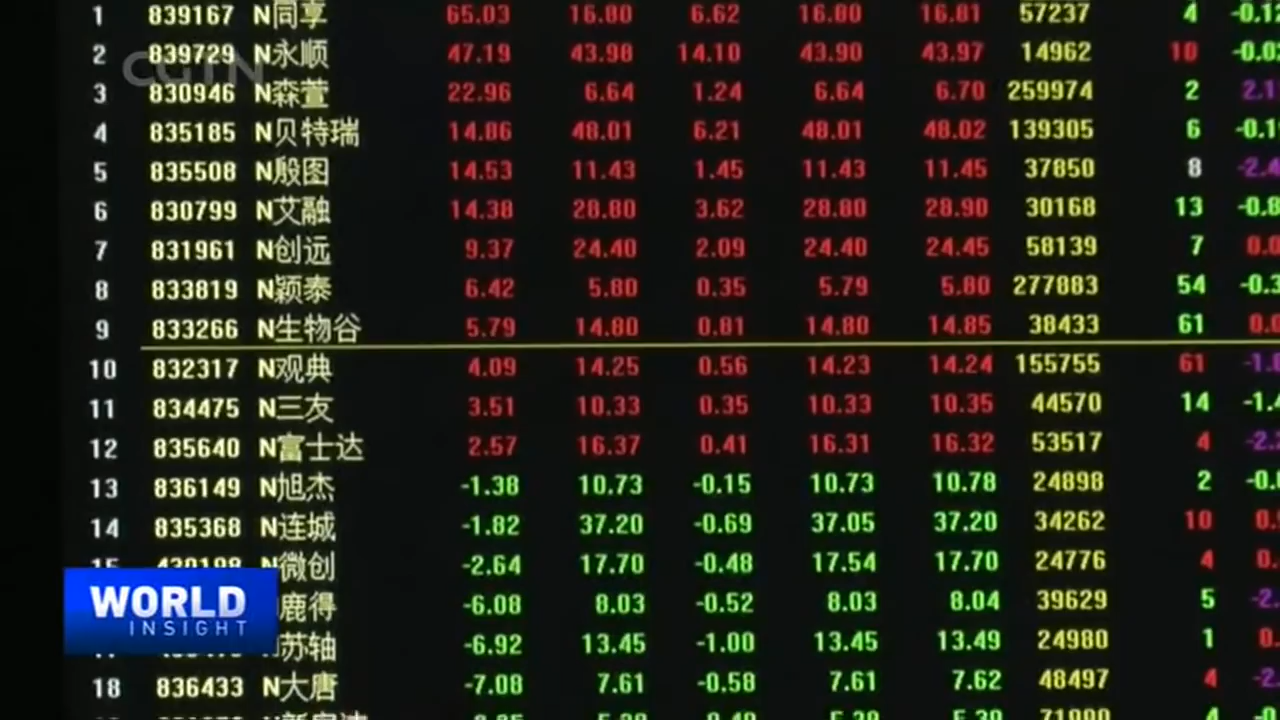 1 839167 N同享 65.03 16.80 6.62 16.80 16.81 57237 4
2 839729 N永顺 47.19 43.98 14.10 43.90 43.97 14962 10
CGTN
3 830946 N森萱 22.96 6.64 1.24 6.64 6.70 259974 2
4 835185 N贝特瑞 14.86 48.01 6.21 48.01 48.02 139305 6
5 835508 N殷图 14.53 11.43 1.45 11.43 11.45 37850 8
6 830799 N艾融 14.38 28.80 3.62 28.80 28.90 30168 13
7 831961 N创远 9.37 24.40 2.09 24.40 24.45 58139 7
8 833819 N颖泰 6.42 5.80 0.35 5.79 5.80 277883 54
9 833266 N生物谷 5.79 14.80 0.81 14.80 14.85 38433 61
10 832317 N观典 4.09 14.25 0.56 14.23 14.24 155755 61
11 834475 N三友 3.51 10.33 0.35 10.33 10.35 44570 14
12 835640 N富士达 2.57 16.37 0.41 16.31 16.32 53517 4
13 836149 N旭杰 -1.38 10.73 -0.15 10.73 10.78 24898 2
14 835368 N连城 -1.82 37.20 -0.69 37.05 37.20 34262 10
N微创 -2.64 17.70 -0.48 17.54 17.70 24776 4
鹿得 -6.08 8.03 -0.52 8.03 8.04 39629 5
苏轴 -6.92 13.45 -1.00 13.45 13.49 24980 1
18 836433 N大唐 -7.08 7.61 -0.58 7.61 7.62 48497 4
WORLD
INSIGHT